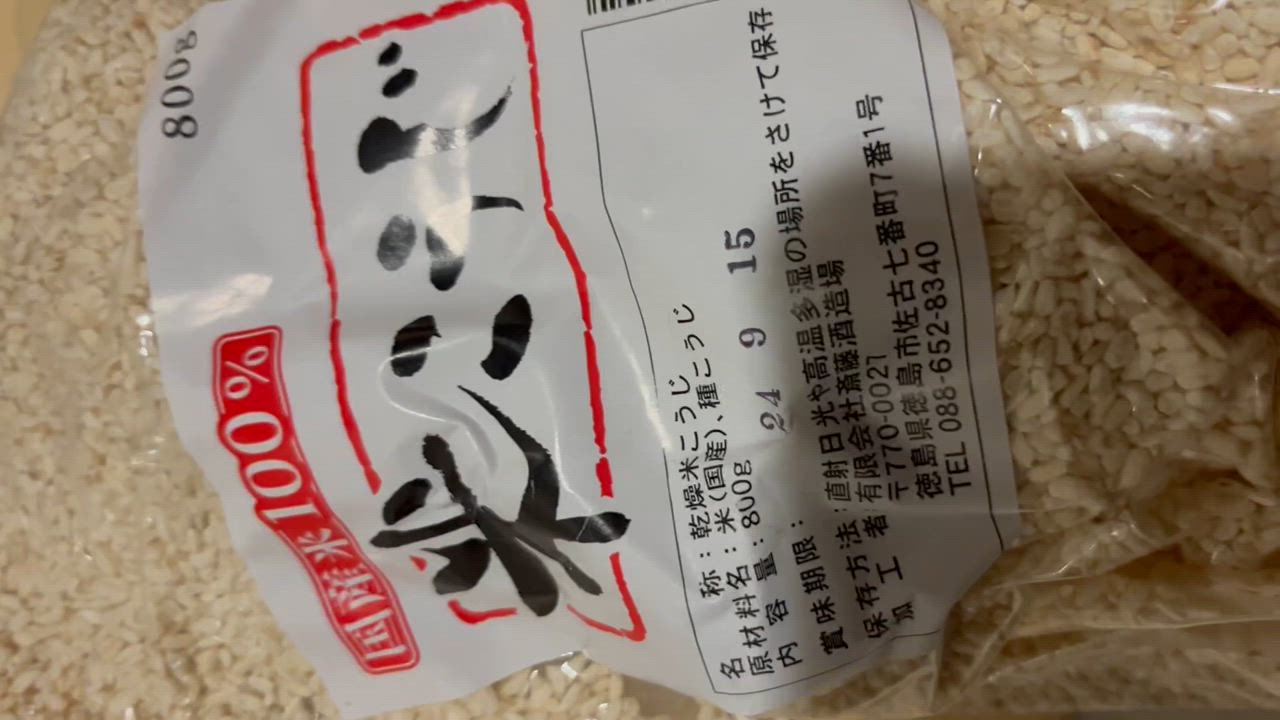 800g
国産米100%
米こうじ
名 称：乾燥米こうじ
原材料名：米(国産)、種こうじ
内 容 量：800g
賞味期限： 24 9 15
保存方法：直射日光や高温多湿の場所をさけて保存
加 工 者：有限会社斎藤酒造場
〒770-0021
徳島県徳島市佐古七番町7番1号
TEL 088-652-8340